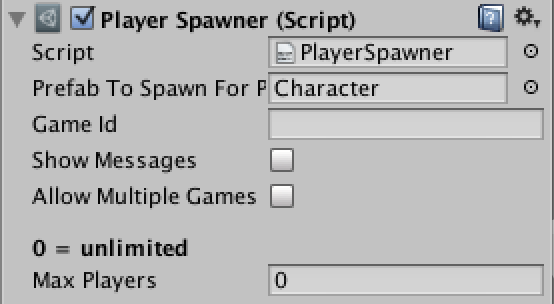 Player Spawner (Script)
Script PlayerSpawner
Prefab To Spawn For P Character
Game Id
Show Messages
Allow Multiple Games
0 = unlimited
Max Players 0